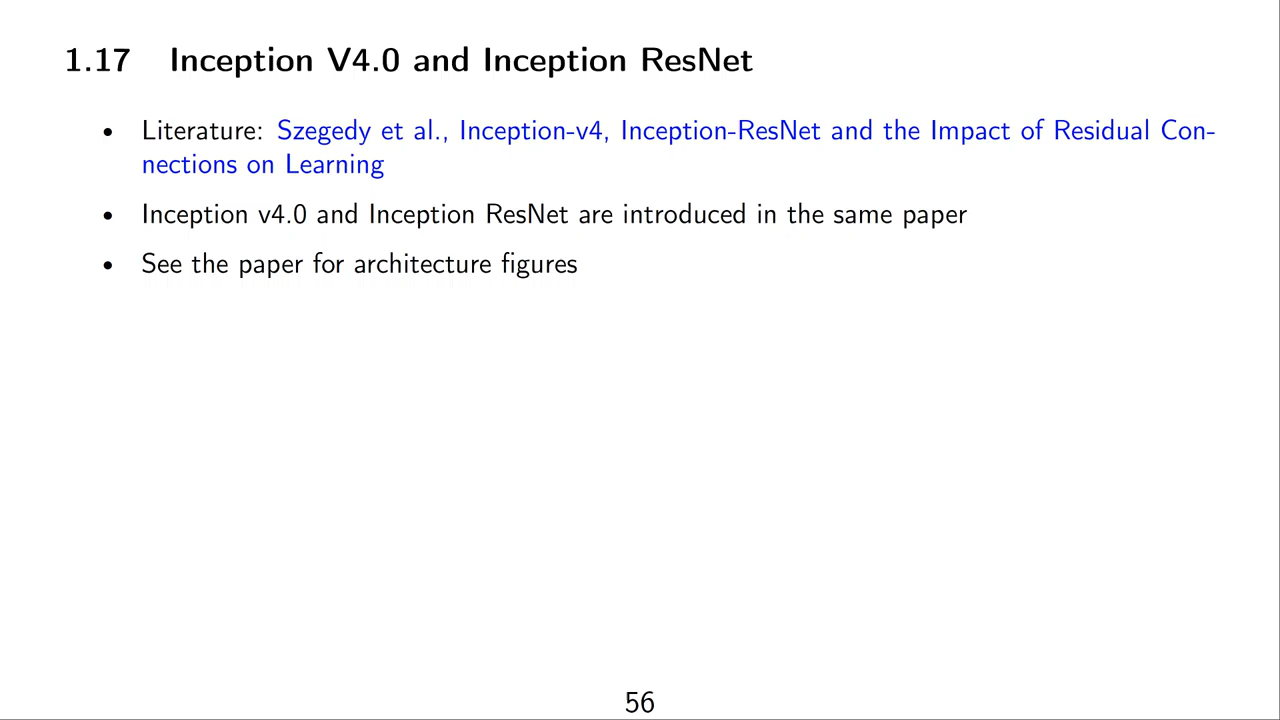 1.17 Inception V4.0 and Inception ResNet
• Literature: Szegedy et al., Inception-v4, Inception-ResNet and the Impact of Residual Con-
nections on Learning
• Inception v4.0 and Inception ResNet are introduced in the same paper
• See the paper for architecture figures
56